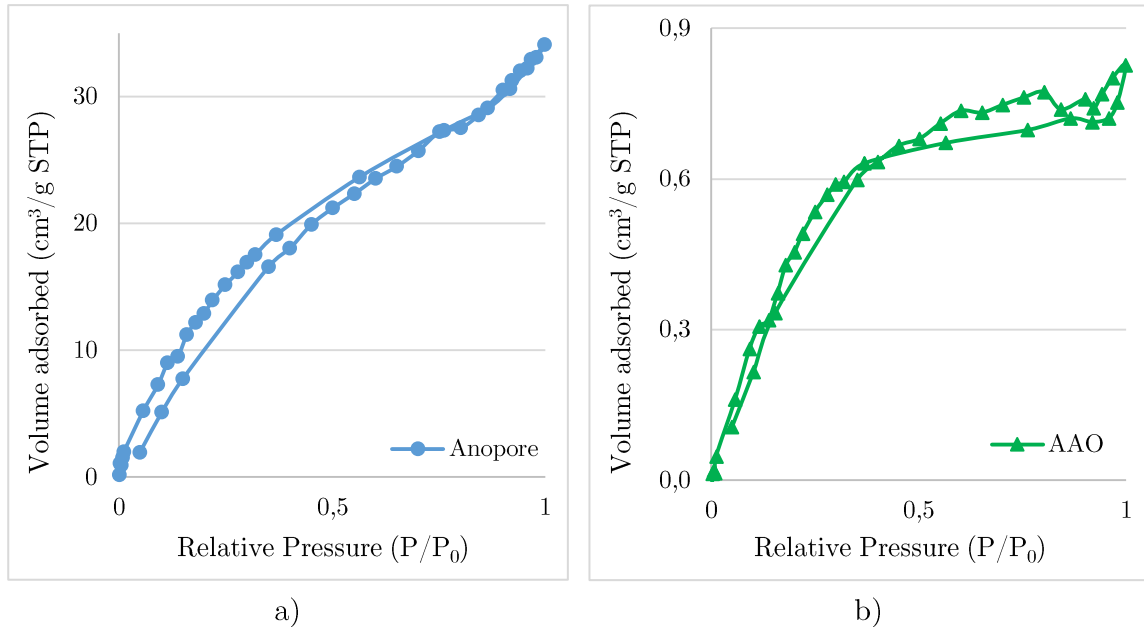 Volume adsorbed (cm³/g STP)
30
20
10
0
0
0,5
1
Relative Pressure (P/P₀)
Anopore
a)
Volume adsorbed (cm³/g STP)
0,9
0,6
0,3
0,0
0
0,5
1
Relative Pressure (P/P₀)
AAO
b)